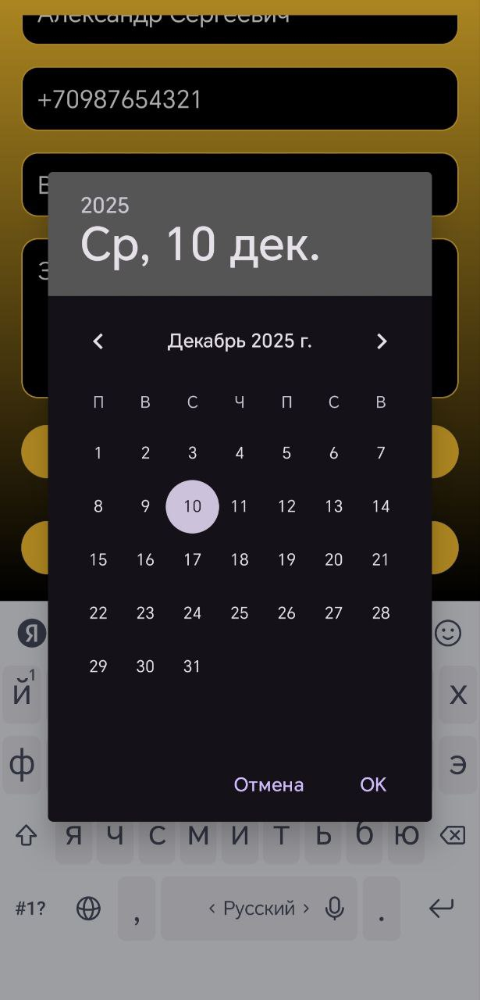 Александр Сергеевич
+70987654321
2025
Ср, 10 дек.
Декабрь 2025 г.
П В С Ч П С В
1 2 3 4 5 6 7
8 9 10 11 12 13 14
15 16 17 18 19 20 21
22 23 24 25 26 27 28
29 30 31
Отмена OK
Я
й 1 х
ф э
я ч с м и т ь б ю
#1? , < Русский > .